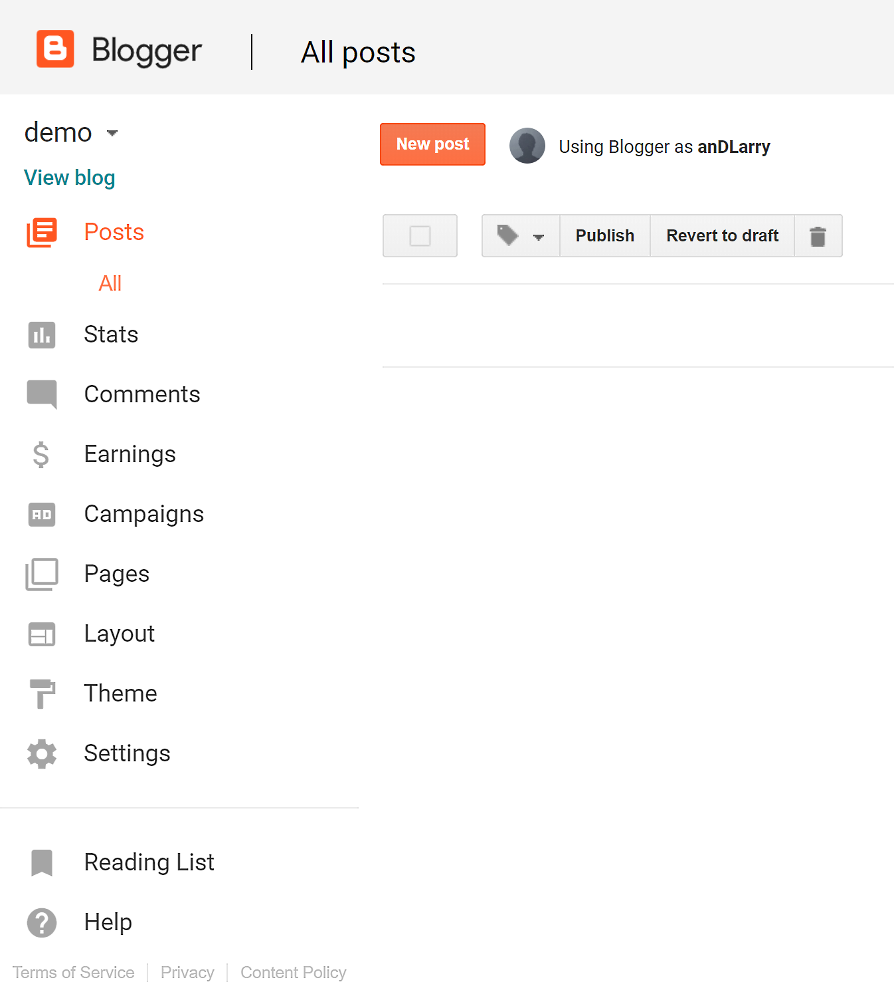 Blogger
All posts
demo
View blog
New post
Using Blogger as anDLarry
Posts
All
Publish
Revert to draft
Stats
Comments
Earnings
AD
Campaigns
Pages
Layout
Theme
Settings
Reading List
Help
Terms of Service
Privacy
Content Policy